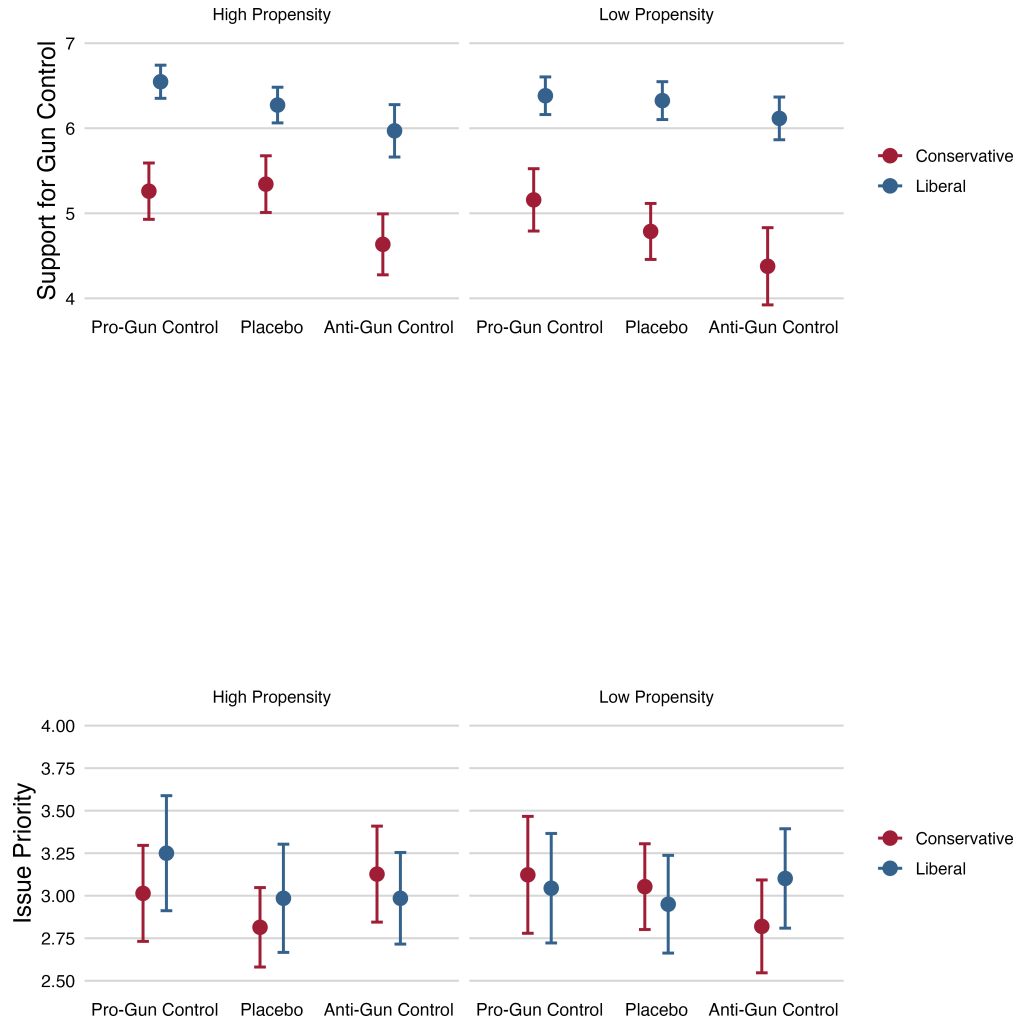 High Propensity
Low Propensity
Support for Gun Control
7
6
5
4
Pro-Gun Control
Placebo
Anti-Gun Control
Pro-Gun Control
Placebo
Anti-Gun Control
Conservative
Liberal
High Propensity
Low Propensity
Issue Priority
4.00
3.75
3.50
3.25
3.00
2.75
2.50
Pro-Gun Control
Placebo
Anti-Gun Control
Pro-Gun Control
Placebo
Anti-Gun Control
Conservative
Liberal